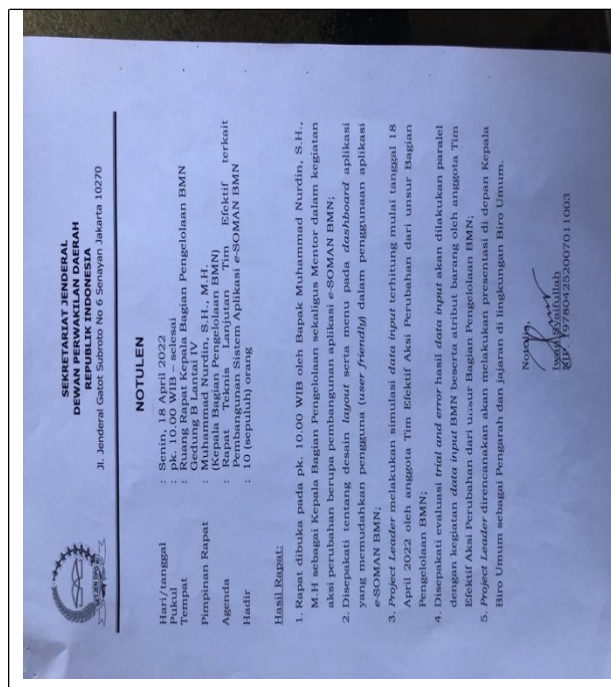 SEKRETARIAT JENDERAL
DEWAN PERWAKILAN DAERAH
REPUBLIK INDONESIA
Jl. Jenderal Gatot Subroto No 6 Senayan Jakarta 10270
NOTULEN
Hari/tanggal : Senin, 18 April 2022
Pukul : pk. 10.00 WIB – selesai
Tempat : Ruang Rapat Kepala Bagian Pengelolaan BMN
Gedung B Lantai IV
Pimpinan Rapat : Muhammad Nurdin, S.H., M.H.
(Kepala Bagian Pengelolaan BMN)
Agenda : Rapat Teknis Lanjutan Tim Efektif terkait
Pembangunan Sistem Aplikasi e-SOMAN BMN
Hadir : 10 (sepuluh) orang
Hasil Rapat:
1. Rapat dibuka pada pk. 10.00 WIB oleh Bapak Muhammad Nurdin, S.H.,
M.H sebagai Kepala Bagian Pengelolaan sekaligus Mentor dalam kegiatan
aksi perubahan berupa pembangunan aplikasi e-SOMAN BMN;
2. Disepakati tentang desain layout serta menu pada dashboard aplikasi
yang memudahkan pengguna (user friendly) dalam penggunaan aplikasi
e-SOMAN BMN;
3. Project Leader melakukan simulasi data input terhitung mulai tanggal 18
April 2022 oleh anggota Tim Efektif Aksi Perubahan dari unsur Bagian
Pengelolaan BMN;
4. Disepakati evaluasi trial and error hasil data input akan dilakukan paralel
dengan kegiatan data input BMN beserta atribut barang oleh anggota Tim
Efektif Aksi Perubahan dari unsur Bagian Pengelolaan BMN;
5. Project Leader direncanakan akan melakukan presentasi di depan Kepala
Biro Umum sebagai Pengarah dan jajaran di lingkungan Biro Umum.
Notulis,
Syaifullah
NIP. 197804252007011003